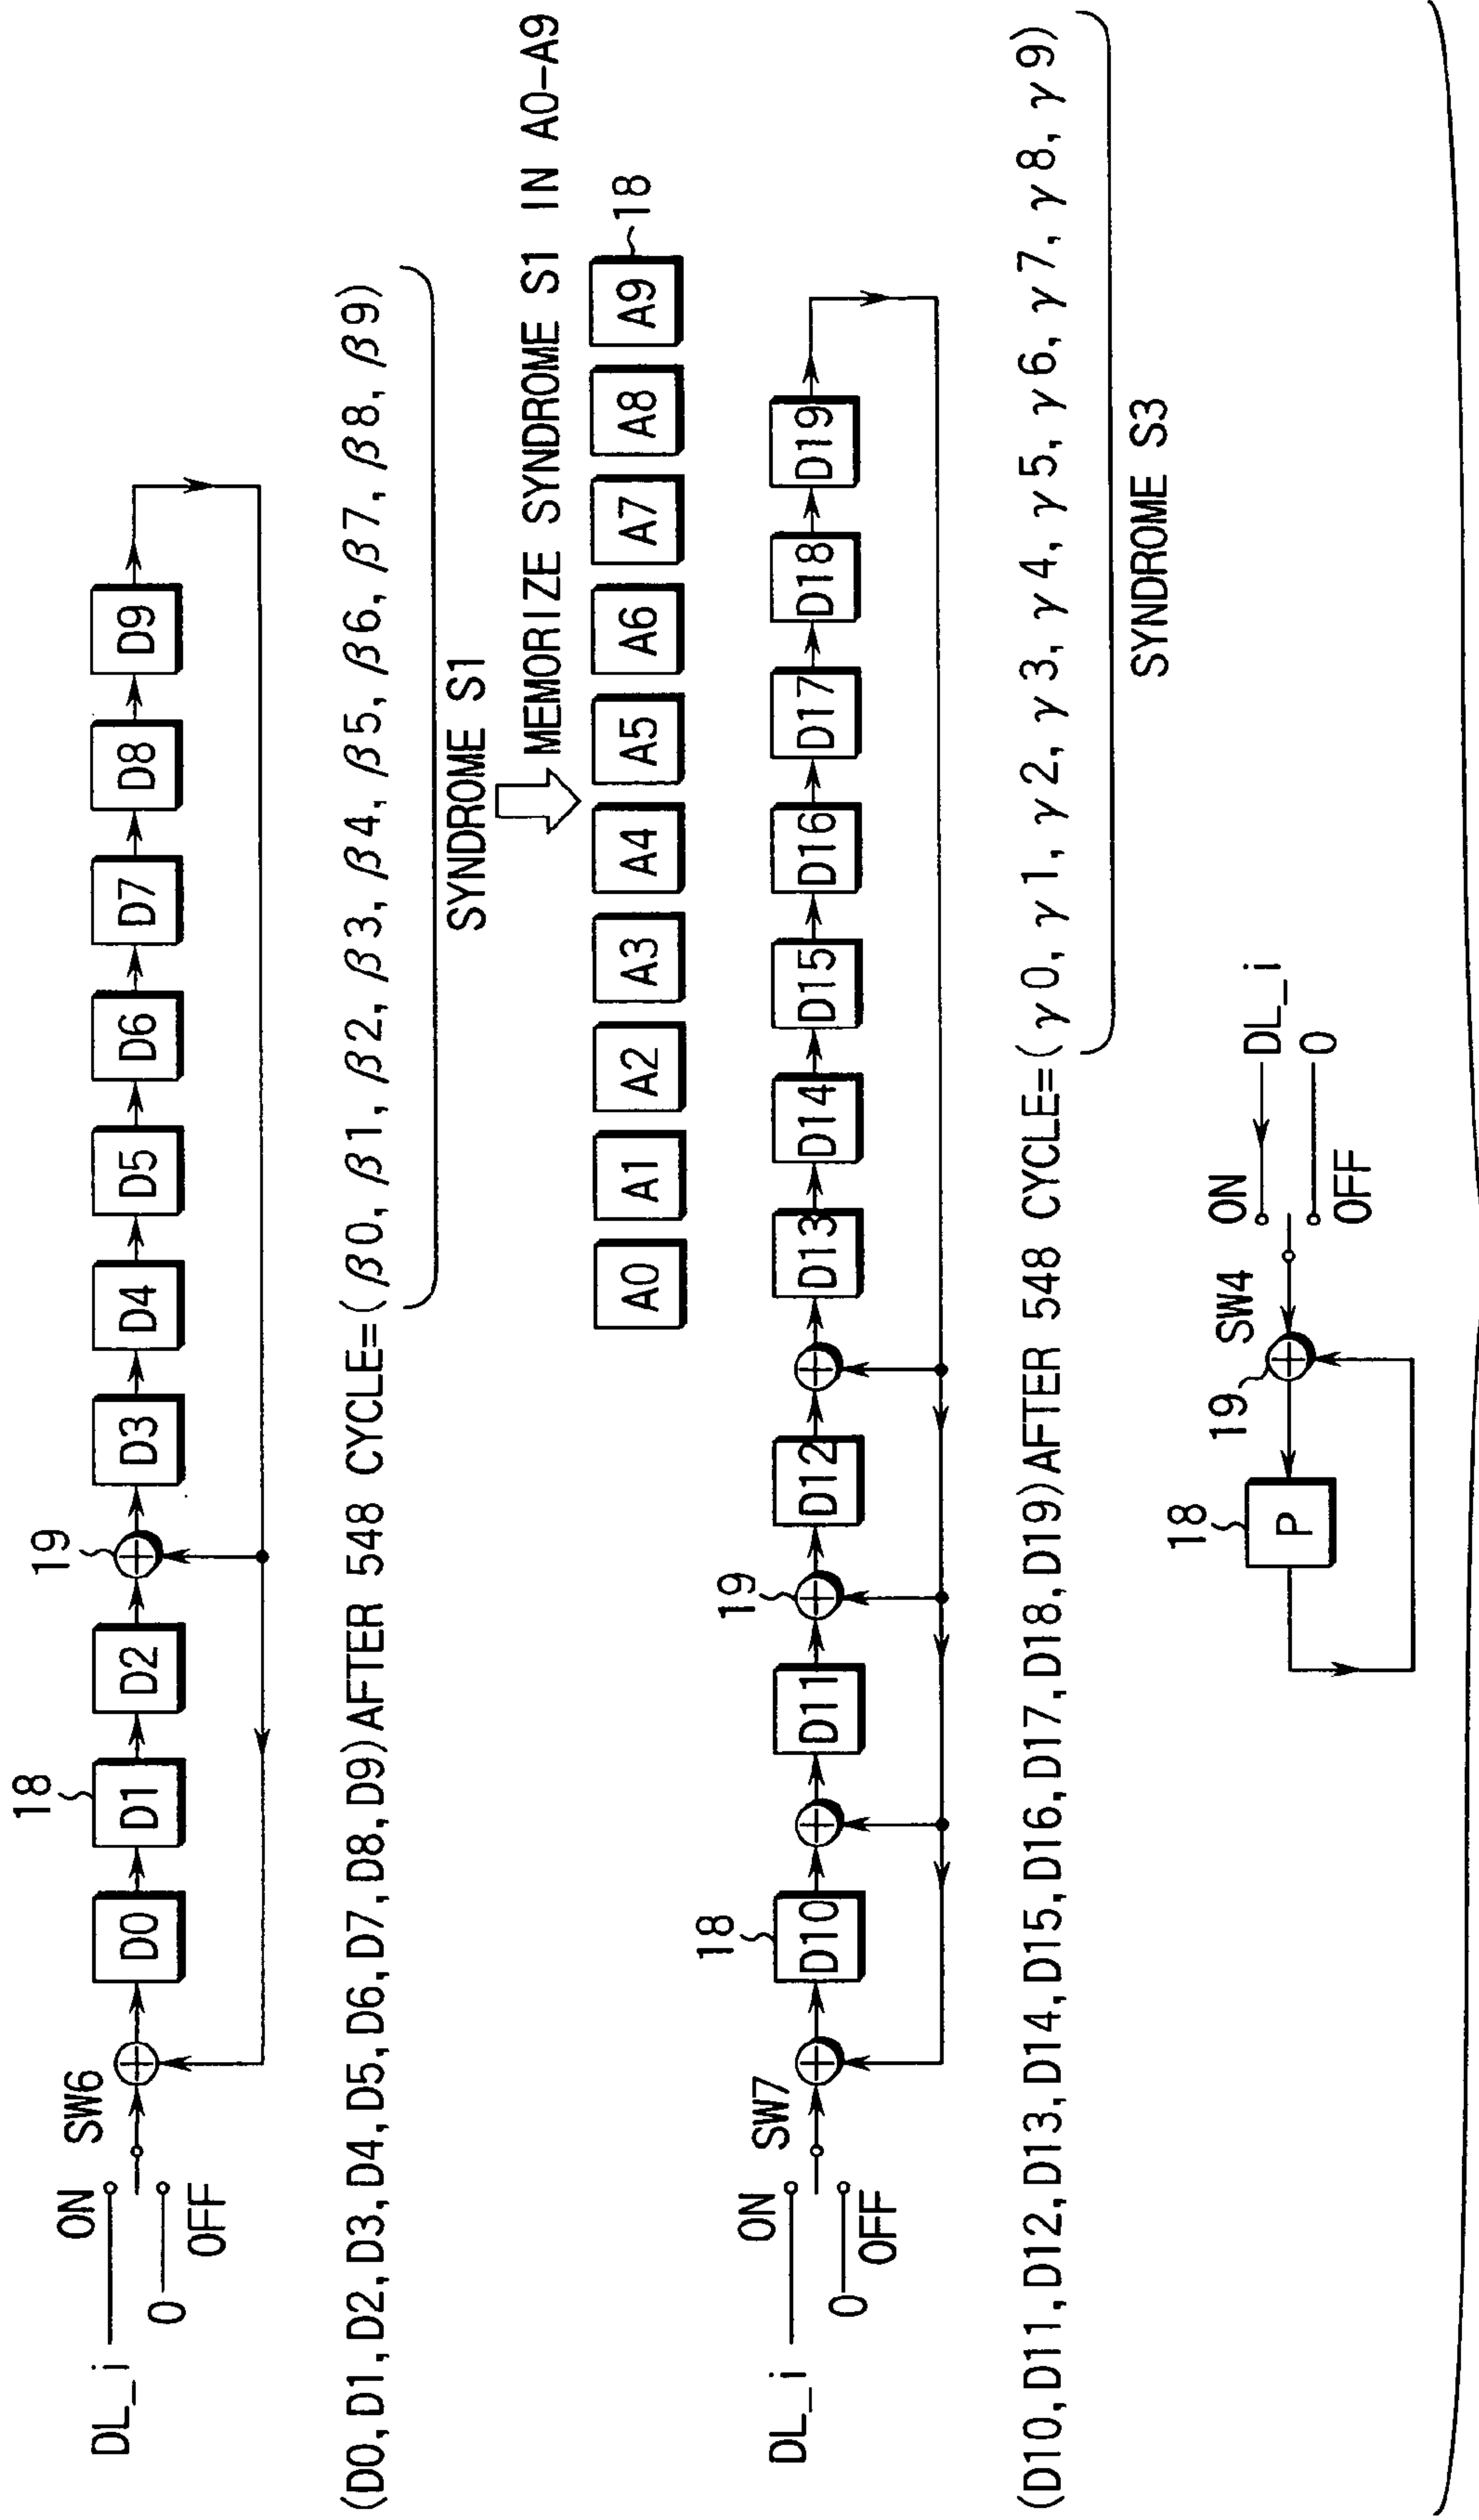 DL_i
ON
SW6
0
OFF
18
19
D0
D1
D2
D3
D4
D5
D6
D7
D8
D9
(D0,D1,D2,D3,D4,D5,D6,D7,D8,D9)AFTER 548 CYCLE=(β0,β1,β2,β3,β4,β5,β6,β7,β8,β9)
SYNDROME S1
MEMORIZE SYNDROME S1 IN A0-A9
A0
A1
A2
A3
A4
A5
A6
A7
A8
A9
18
DL_i
ON
SW7
0
OFF
18
19
D10
D11
D12
D13
D14
D15
D16
D17
D18
D19
(D10,D11,D12,D13,D14,D15,D16,D17,D18,D19)AFTER 548 CYCLE=(γ0,γ1,γ2,γ3,γ4,γ5,γ6,γ7,γ8,γ9)
SYNDROME S3
18
P
19
SW4
ON
DL_i
0
OFF